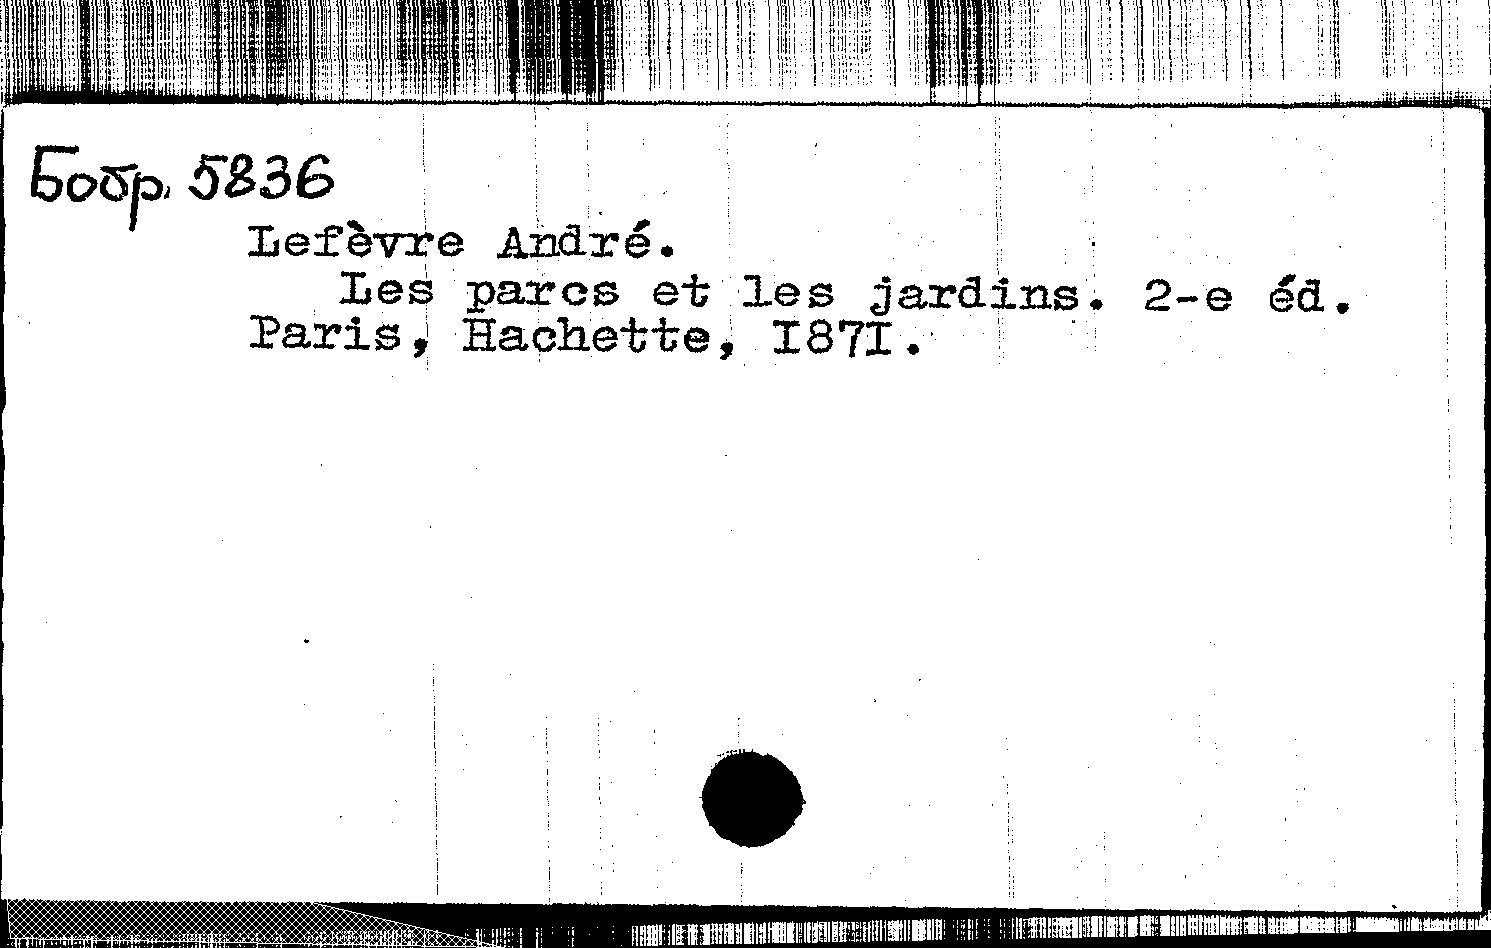 Бобр. 5836
Lefèvre André.
Les parcs et les jardins. 2-e éd.
Paris, Hachette, I87I.